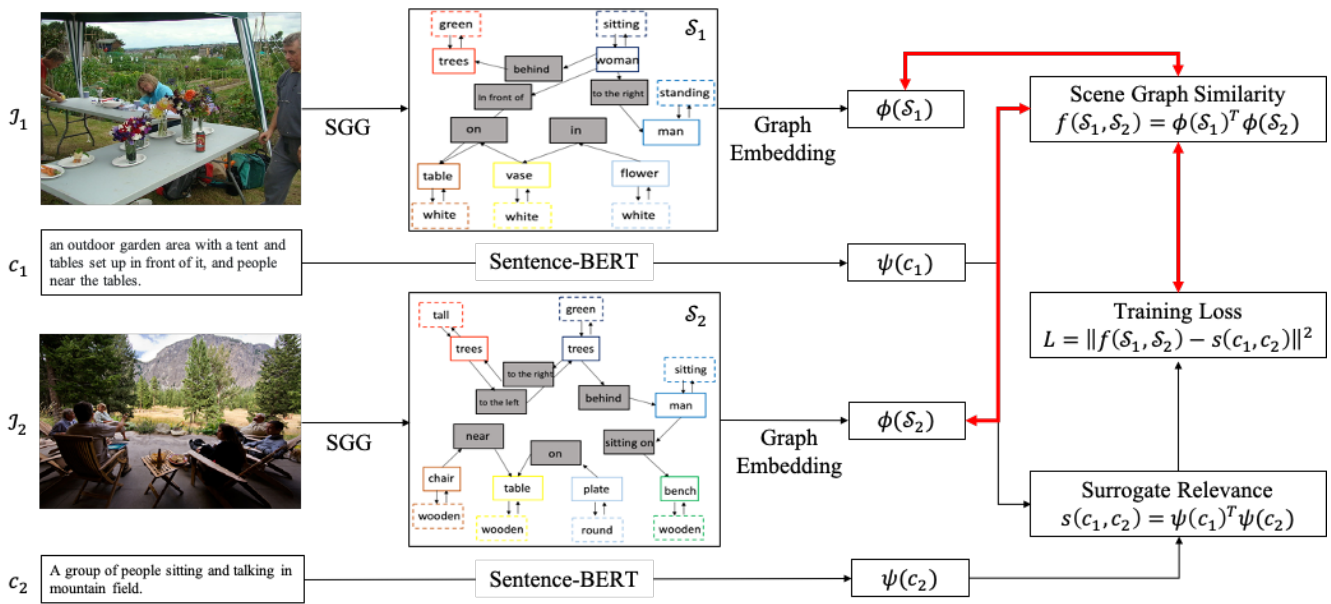 𝒥₁
SGG
green
trees
behind
sitting
woman
𝒮₁
In front of
to the right
standing
man
on
in
table
vase
flower
white
white
white
Graph
Embedding
ϕ(𝒮₁)
Scene Graph Similarity
f(𝒮₁, 𝒮₂) = ϕ(𝒮₁)ᵀϕ(𝒮₂)
c₁
an outdoor garden area with a tent and
tables set up in front of it, and people
near the tables.
Sentence-BERT
ψ(c₁)
Training Loss
L = ‖f(𝒮₁, 𝒮₂) − s(c₁, c₂)‖²
𝒥₂
SGG
tall
trees
green
trees
𝒮₂
to the right
to the left
sitting
man
behind
near
on
sitting on
chair
table
plate
bench
wooden
wooden
round
wooden
Graph
Embedding
ϕ(𝒮₂)
Surrogate Relevance
s(c₁, c₂) = ψ(c₁)ᵀψ(c₂)
c₂
A group of people sitting and talking in
mountain field.
Sentence-BERT
ψ(c₂)